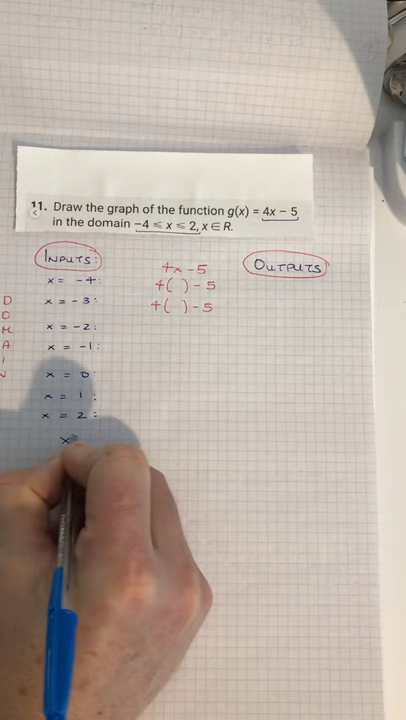 11. Draw the graph of the function g(x) = 4x − 5
in the domain −4 ⩽ x ⩽ 2, x ∈ R.
INPUTS:
OUTPUTS
4x - 5
4( ) - 5
4( ) - 5
x = -4:
x = -3:
x = -2:
x = -1:
x = 0:
x = 1:
x = 2:
x
DOMAIN